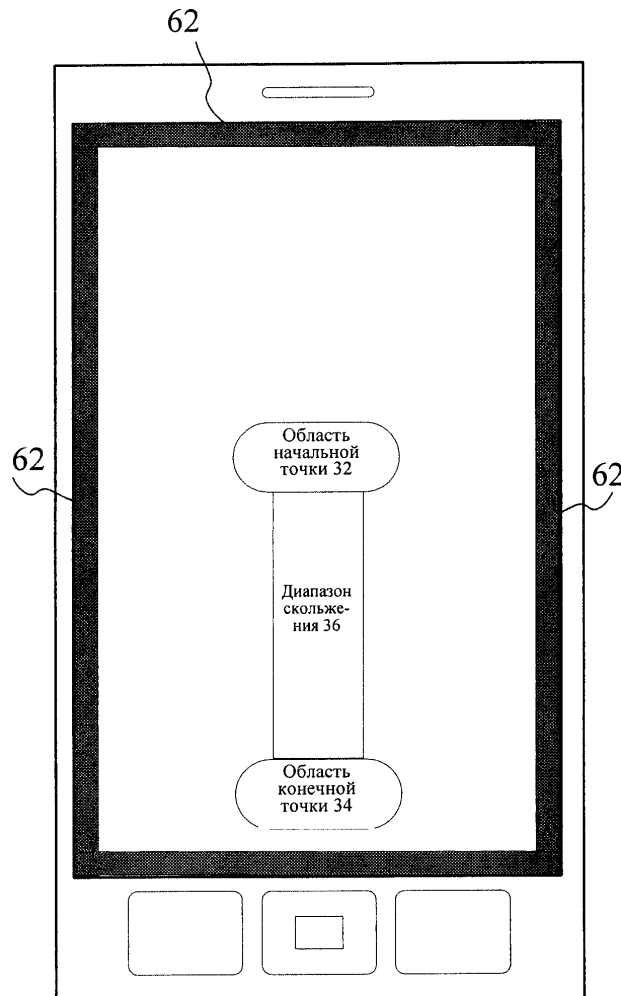 62
Область
начальной
точки 32
62
62
Диапазон
скольже-
ния 36
Область
конечной
точки 34